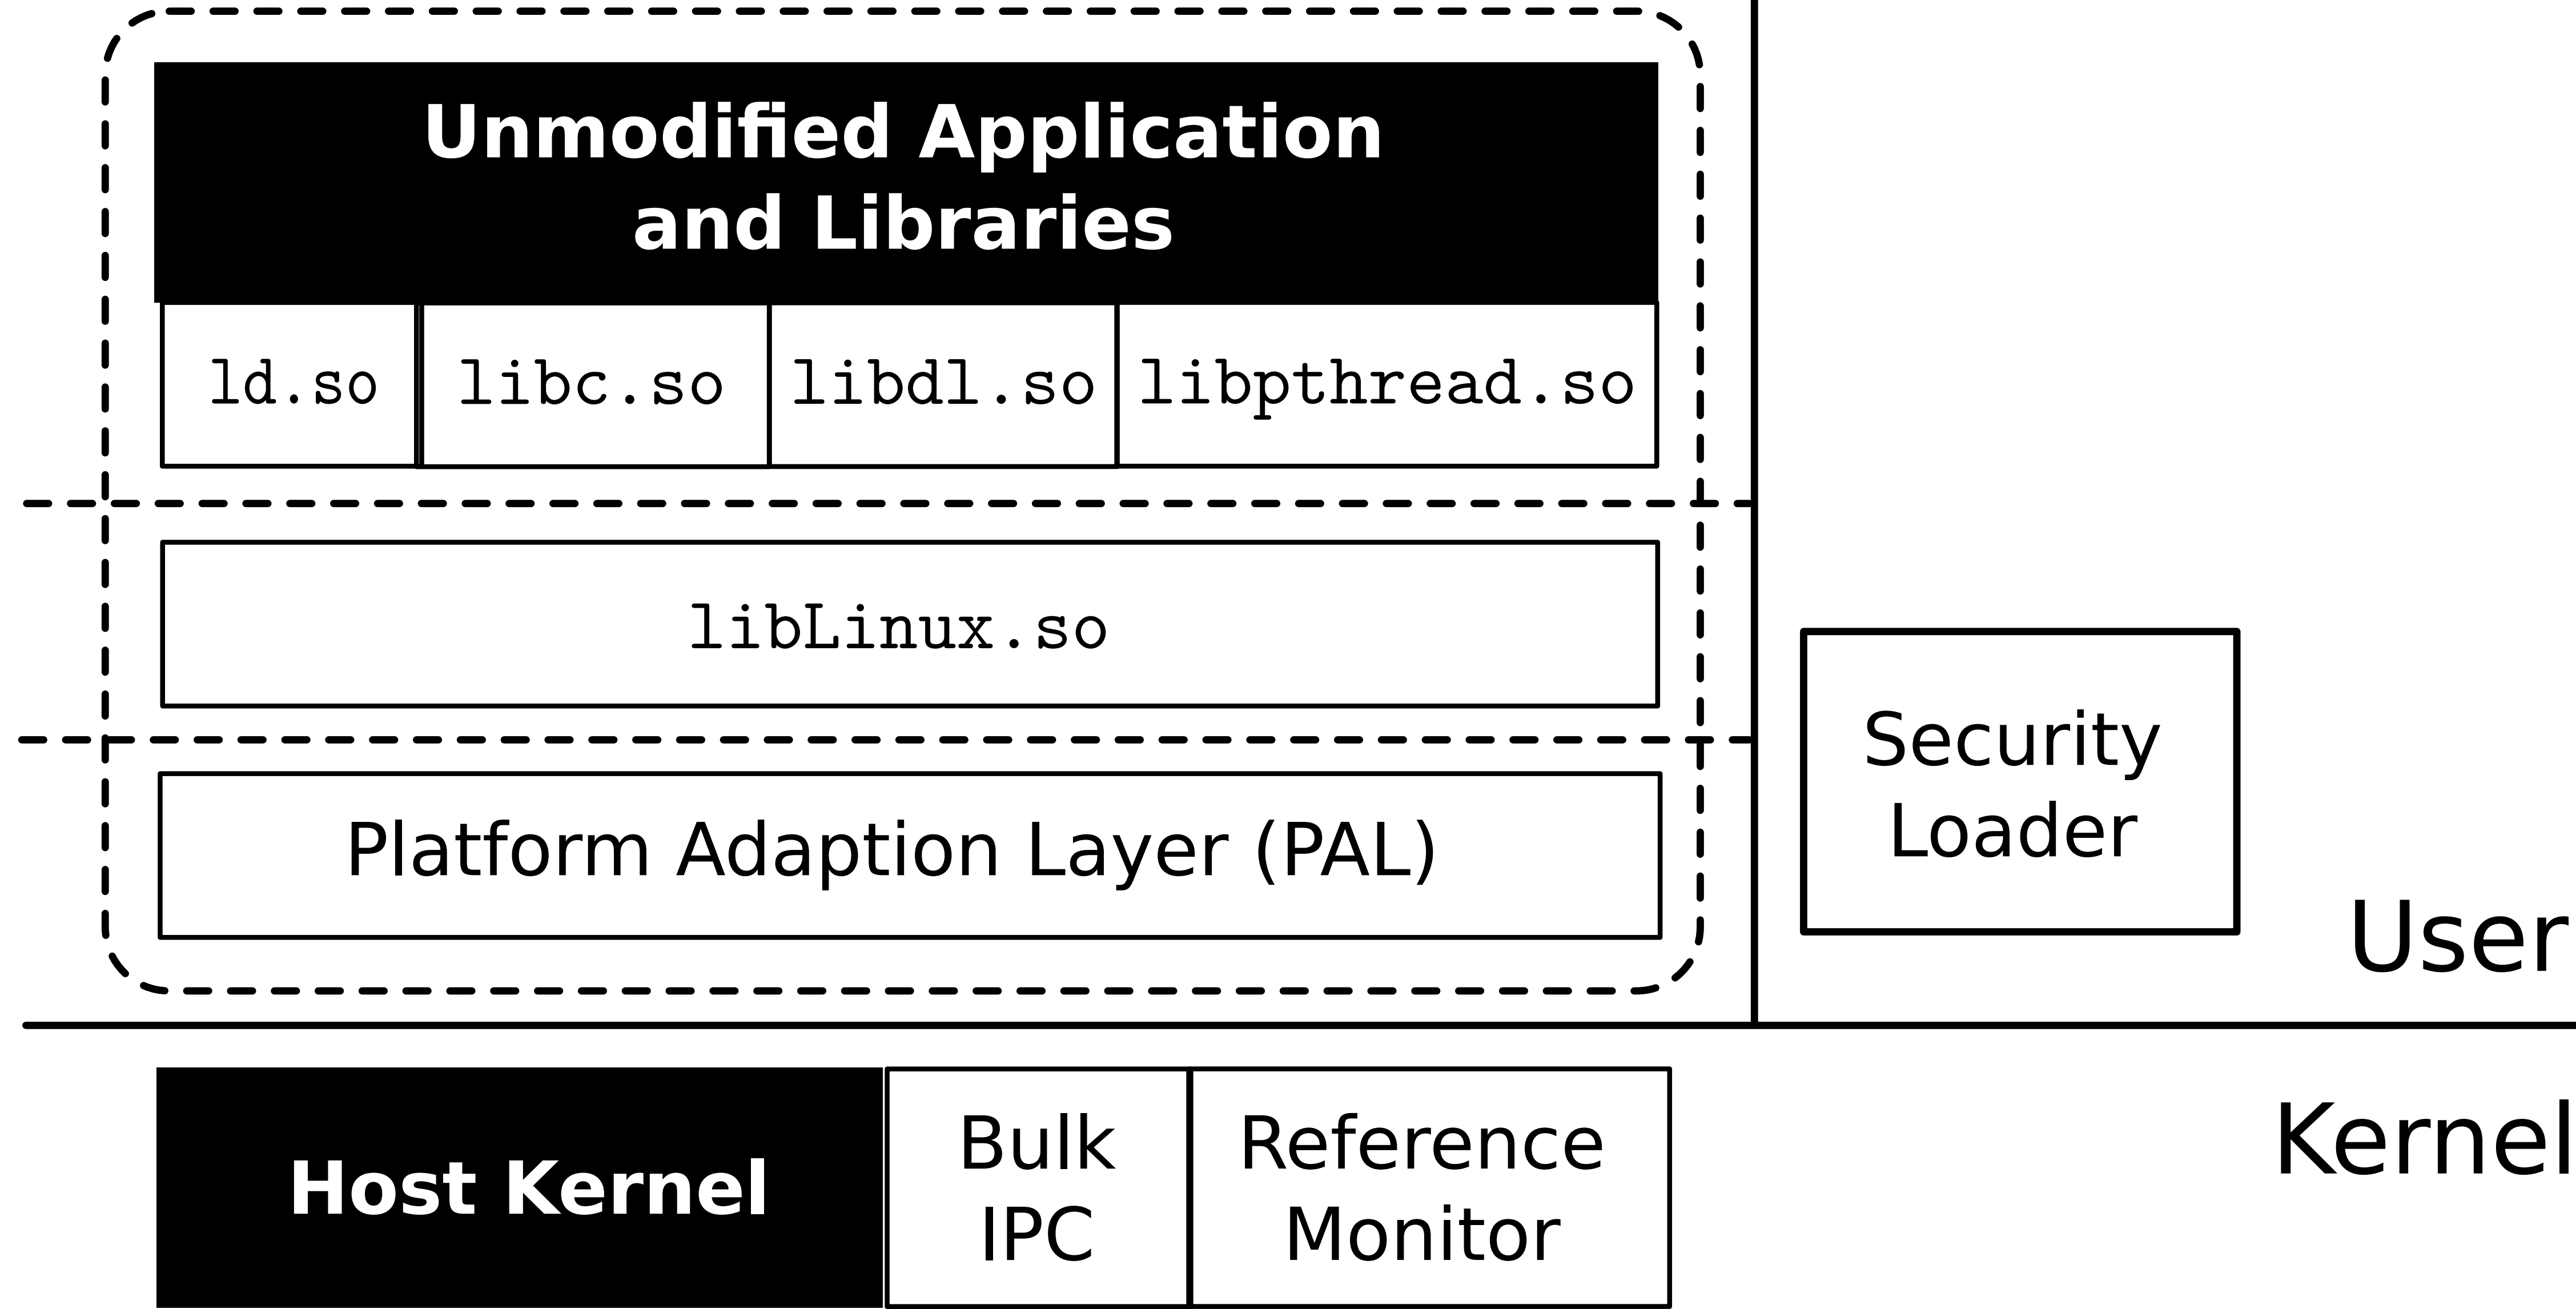 Unmodified Application
and Libraries
ld.so
libc.so
libdl.so
libpthread.so
libLinux.so
Platform Adaption Layer (PAL)
Security
Loader
User
Kernel
Host Kernel
Bulk
IPC
Reference
Monitor